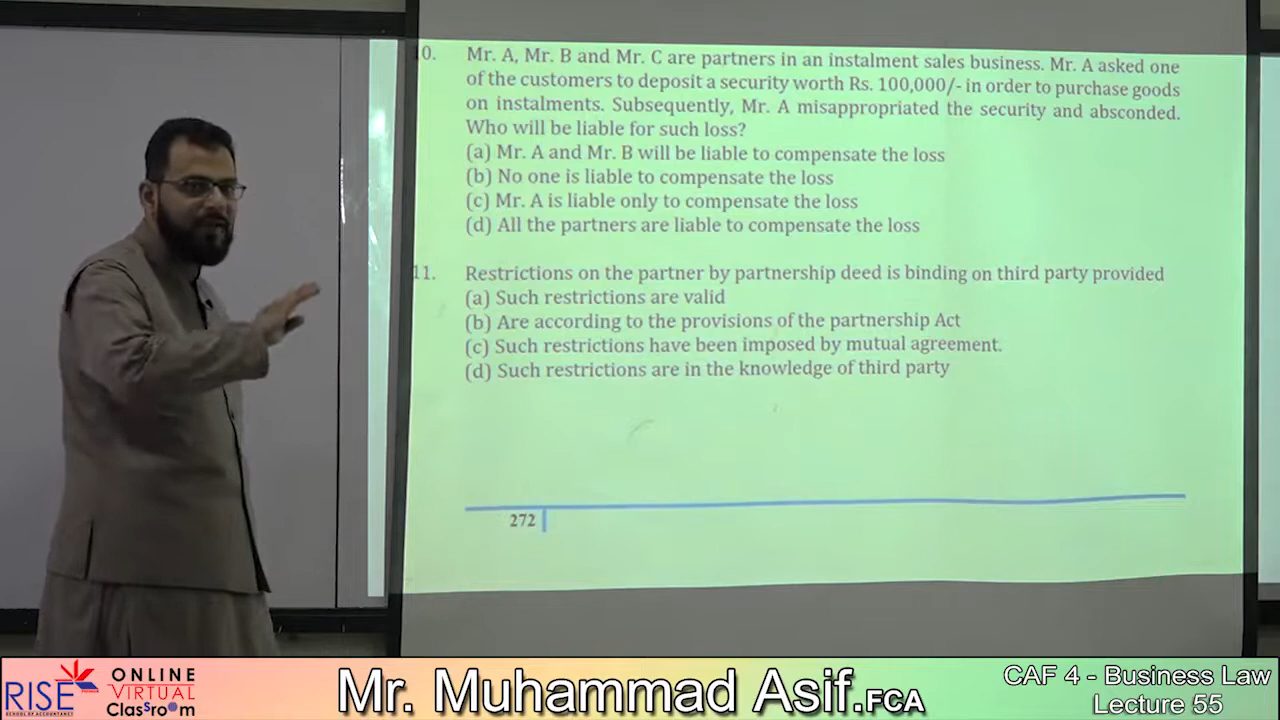 10. Mr. A, Mr. B and Mr. C are partners in an instalment sales business. Mr. A asked one
of the customers to deposit a security worth Rs. 100,000/- in order to purchase goods
on instalments. Subsequently, Mr. A misappropriated the security and absconded.
Who will be liable for such loss?
(a) Mr. A and Mr. B will be liable to compensate the loss
(b) No one is liable to compensate the loss
(c) Mr. A is liable only to compensate the loss
(d) All the partners are liable to compensate the loss
11. Restrictions on the partner by partnership deed is binding on third party provided
(a) Such restrictions are valid
(b) Are according to the provisions of the partnership Act
(c) Such restrictions have been imposed by mutual agreement.
(d) Such restrictions are in the knowledge of third party
272
RISE
SCHOOL OF ACCOUNTANCY
ONLINE
VIRTUAL
ClasSroom
Mr. Muhammad Asif.FCA
CAF 4 - Business Law
Lecture 55